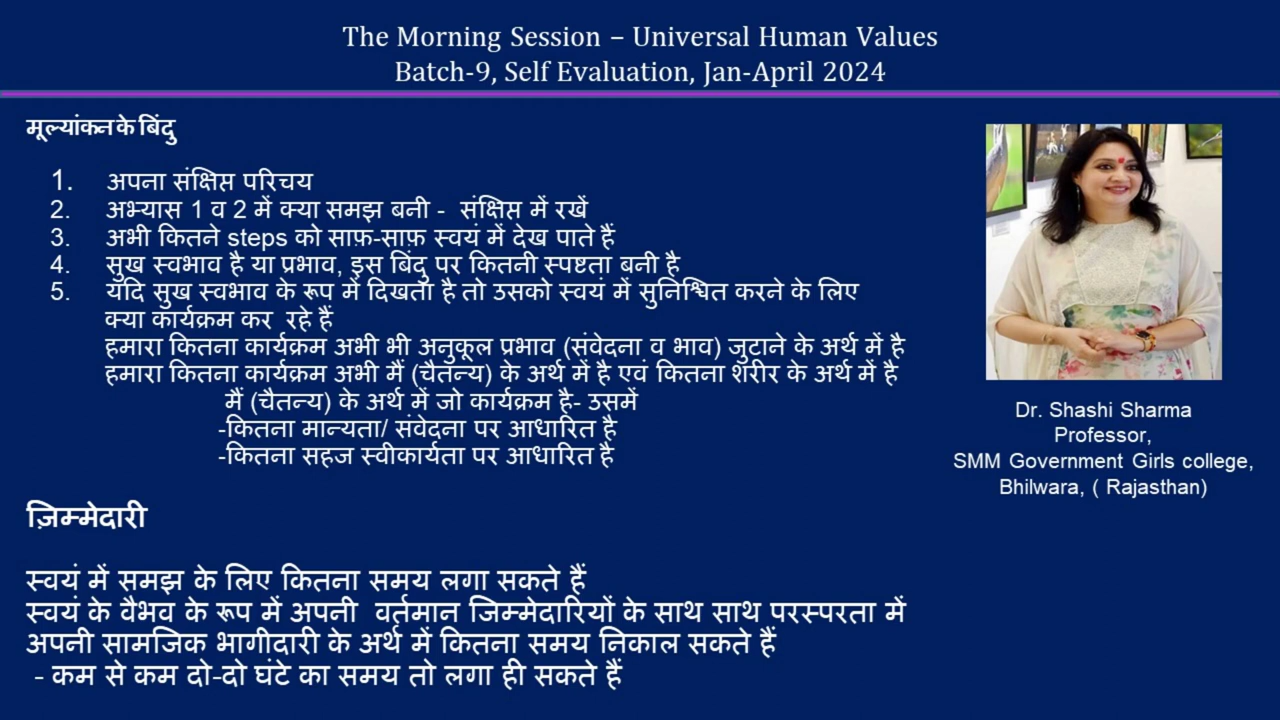 The Morning Session – Universal Human Values
Batch-9, Self Evaluation, Jan-April 2024
मूल्यांकन के बिंदु
1. अपना संक्षिप्त परिचय
2. अभ्यास 1 व 2 में क्या समझ बनी - संक्षिप्त में रखें
3. अभी कितने steps को साफ़-साफ़ स्वयं में देख पाते हैं
4. सुख स्वभाव है या प्रभाव, इस बिंदु पर कितनी स्पष्टता बनी है
5. यदि सुख स्वभाव के रूप में दिखता है तो उसको स्वयं में सुनिश्चित करने के लिए
क्या कार्यक्रम कर रहे हैं
हमारा कितना कार्यक्रम अभी भी अनुकूल प्रभाव (संवेदना व भाव) जुटाने के अर्थ में है
हमारा कितना कार्यक्रम अभी मैं (चैतन्य) के अर्थ में है एवं कितना शरीर के अर्थ में है
मैं (चैतन्य) के अर्थ में जो कार्यक्रम है- उसमें
-कितना मान्यता/ संवेदना पर आधारित है
-कितना सहज स्वीकार्यता पर आधारित है
ज़िम्मेदारी
स्वयं में समझ के लिए कितना समय लगा सकते हैं
स्वयं के वैभव के रूप में अपनी वर्तमान जिम्मेदारियों के साथ साथ परस्परता में
अपनी सामजिक भागीदारी के अर्थ में कितना समय निकाल सकते हैं
- कम से कम दो-दो घंटे का समय तो लगा ही सकते हैं
Dr. Shashi Sharma
Professor,
SMM Government Girls college,
Bhilwara, ( Rajasthan)